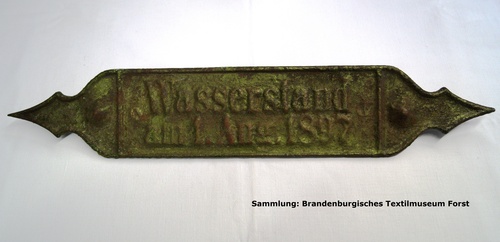 Wasserstand
am 1. Aug. 1897
Sammlung: Brandenburgisches Textilmuseum Forst